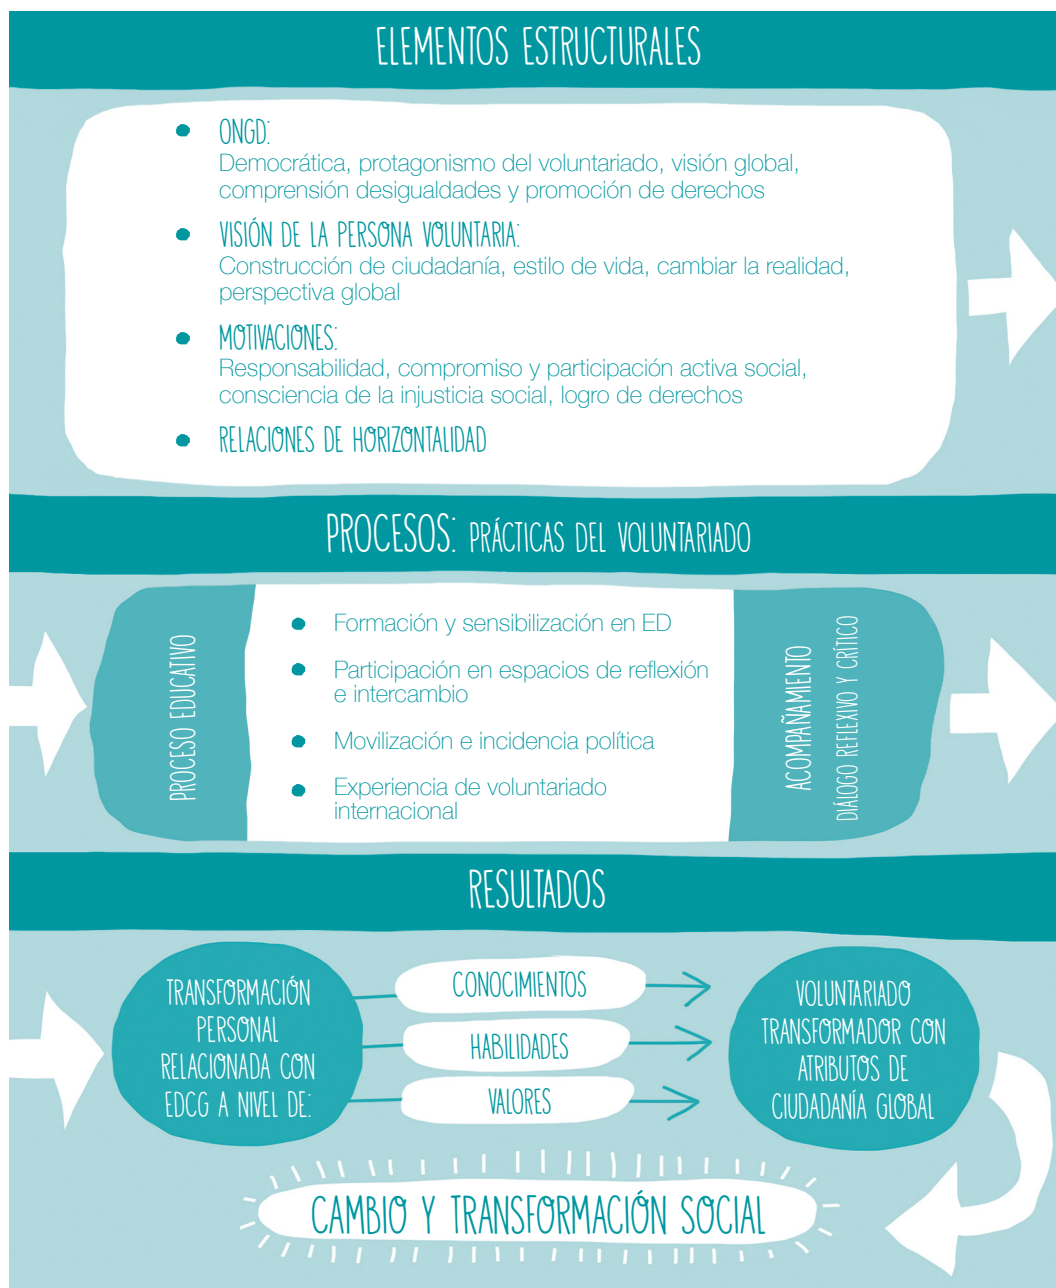 ELEMENTOS ESTRUCTURALES
ONGD:
Democrática, protagonismo del voluntariado, visión global,
comprensión desigualdades y promoción de derechos
VISIÓN DE LA PERSONA VOLUNTARIA:
Construcción de ciudadanía, estilo de vida, cambiar la realidad,
perspectiva global
MOTIVACIONES:
Responsabilidad, compromiso y participación activa social,
consciencia de la injusticia social, logro de derechos
RELACIONES DE HORIZONTALIDAD
PROCESOS: PRÁCTICAS DEL VOLUNTARIADO
PROCESO EDUCATIVO
Formación y sensibilización en ED
Participación en espacios de reflexión
e intercambio
Movilización e incidencia política
Experiencia de voluntariado
internacional
ACOMPAÑAMIENTO
DIÁLOGO REFLEXIVO Y CRÍTICO
RESULTADOS
TRANSFORMACIÓN
PERSONAL
RELACIONADA CON
EDCG A NIVEL DE:
CONOCIMIENTOS
HABILIDADES
VALORES
VOLUNTARIADO
TRANSFORMADOR CON
ATRIBUTOS DE
CIUDADANÍA GLOBAL
CAMBIO Y TRANSFORMACIÓN SOCIAL